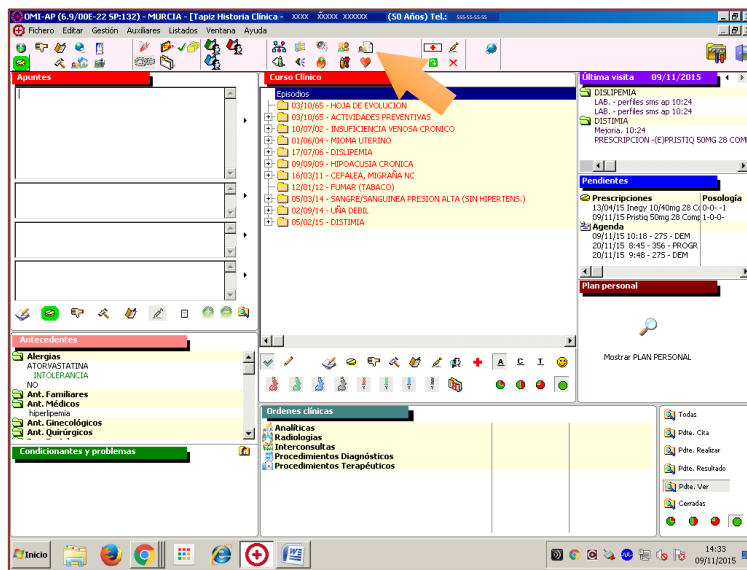 OMI-AP (6.9/00E-22 SP:132) - MURCIA - [Tapiz Historia Clínica - XXXX XXXXX XXXXXX (50 Años) Tel.: 555-55-55-55
Fichero Editar Gestión Auxiliares Listados Ventana Ayuda
Apuntes
Curso Clínico
Episodios
03/10/65 - HOJA DE EVOLUCION
03/10/65 - ACTIVIDADES PREVENTIVAS
10/07/02 - INSUFICIENCIA VENOSA CRONICO
01/06/04 - MIOMA UTERINO
17/07/06 - DISLIPEMIA
09/09/09 - HIPOACUSIA CRONICA
16/03/11 - CEFALEA, MIGRAÑA NC
12/01/12 - FUMAR (TABACO)
05/03/14 - SANGRE/SANGUINEA PRESION ALTA (SIN HIPERTENS.)
02/09/14 - UÑA DEBIL
05/02/15 - DISTIMIA
Última visita 09/11/2015
DISLIPEMIA
LAB. - perfiles sms ap 10:24
LAB. - perfiles sms ap 10:24
DISTIMIA
Mejoria. 10:24
PRESCRIPCION -(E)PRISTIQ 50MG 28 COM
Pendientes
Prescripciones Posología
13/04/15 Inegy 10/40mg 28 Co 0-0- -1
09/11/15 Pristiq 50mg 28 Comp 1-0-0-
Agenda
09/11/15 10:18 - 275 - DEM
20/11/15 8:45 - 356 - PROGR
20/11/15 9:48 - 275 - DEM
Plan personal
Mostrar PLAN PERSONAL
Antecedentes
Alergias
ATORVASTATINA
INTOLERANCIA
NO
Ant. Familiares
Ant. Médicos
hiperlipemia
Ant. Ginecológicos
Ant. Quirúrgicos
A C I
Condicionantes y problemas
Ordenes clínicas
Analíticas
Radiologias
Interconsultas
Procedimientos Diagnósticos
Procedimientos Terapéuticos
Todas
Pdte. Cita
Pdte. Realizar
Pdte. Resultado
Pdte. Ver
Cerradas
Inicio
14:33
09/11/2015